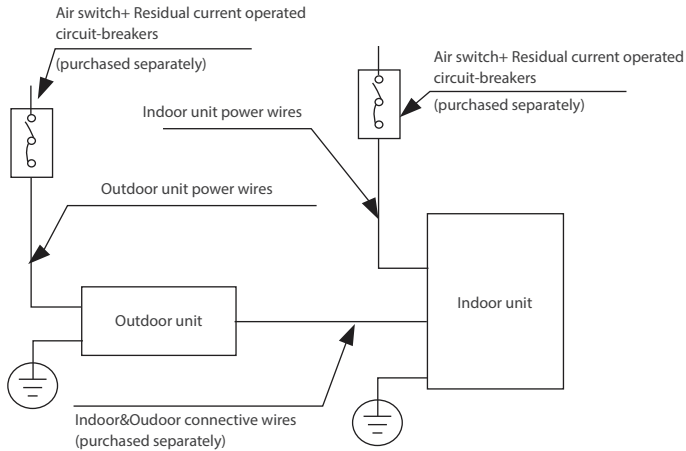 Air switch+ Residual current operated
circuit-breakers
(purchased separately)
Air switch+ Residual current operated
circuit-breakers
(purchased separately)
Indoor unit power wires
Outdoor unit power wires
Outdoor unit
Indoor unit
Indoor&Oudoor connective wires
(purchased separately)